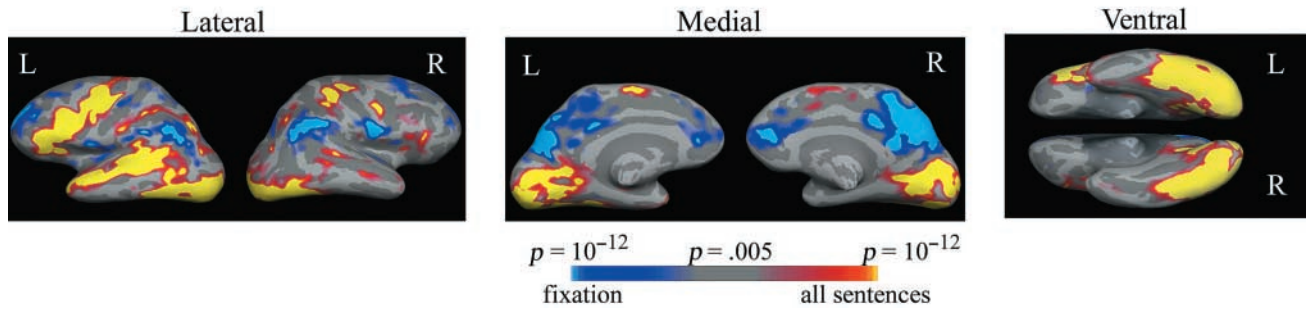 Lateral
Medial
Ventral
L R
L R
L
R
p = 10⁻¹² p = .005 p = 10⁻¹²
fixation all sentences